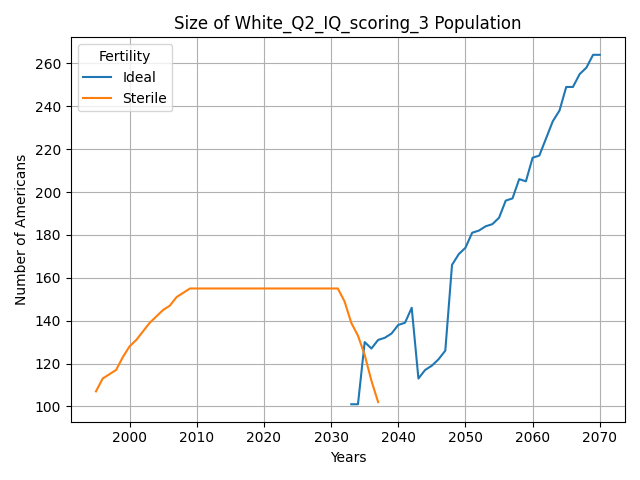 Size of White_Q2_IQ_scoring_3 Population
Fertility
Ideal
Sterile
Number of Americans
260
240
220
200
180
160
140
120
100
2000 2010 2020 2030 2040 2050 2060 2070
Years